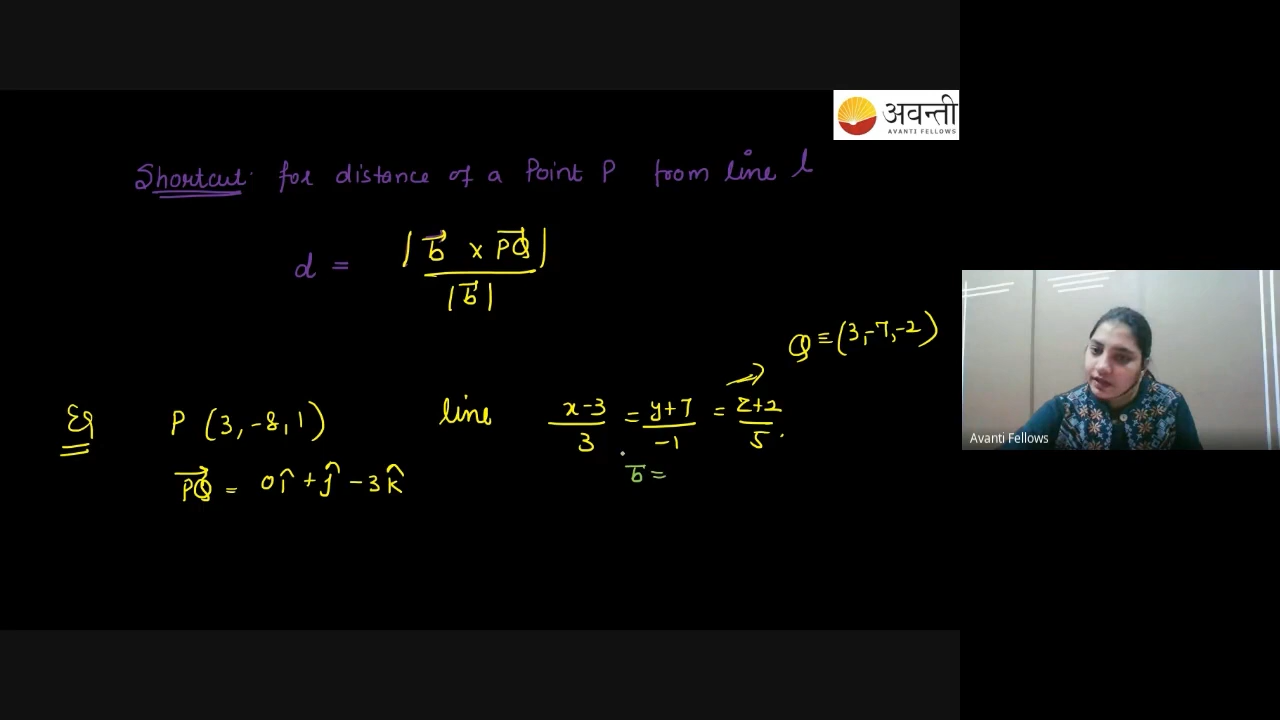 अवन्ती
AVANTI FELLOWS
Shortcut: for distance of a Point P from line l
d = |b⃗ × PQ⃗| / |b⃗|
Q ≡ (3,-7,-2)
Eg P (3,-8,1) line x-3/3 = y+7/-1 = z+2/5.
PQ⃗ = 0î + ĵ - 3k̂ b̄ =
Avanti Fellows